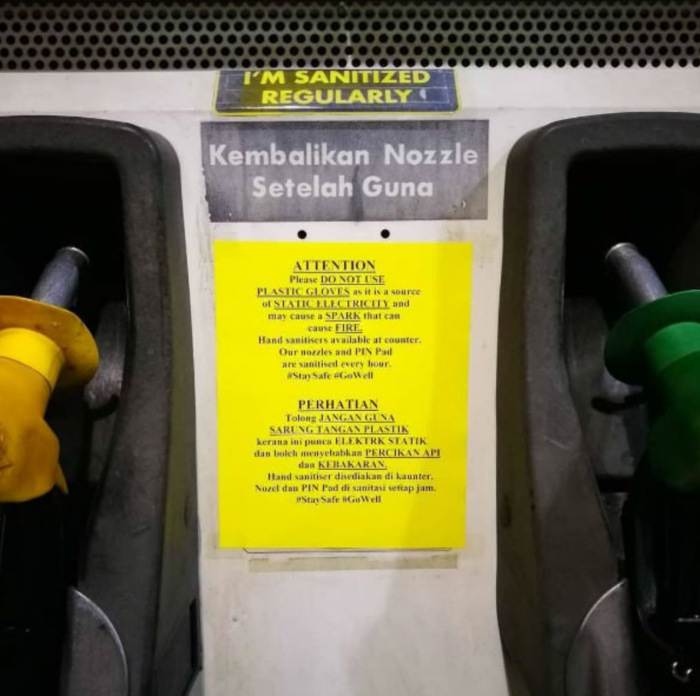 I'M SANITIZED
REGULARLY
Kembalikan Nozzle
Setelah Guna
ATTENTION
Please DO NOT USE
PLASTIC GLOVES as it is a source
of STATIC ELECTRICITY and
may cause a SPARK that can
cause FIRE.
Hand sanitisers available at counter.
Our nozzles and PIN Pad
are sanitised every hour.
#StaySafe #GoWell
PERHATIAN
Tolong JANGAN GUNA
SARUNG TANGAN PLASTIK
kerana ini punca ELEKTRK STATIK
dan boleh menyebabkan PERCIKAN API
dan KEBAKARAN.
Hand sanitiser disediakan di kaunter.
Nozel dan PIN Pad di sanitasi setiap jam.
#StaySafe #GoWell